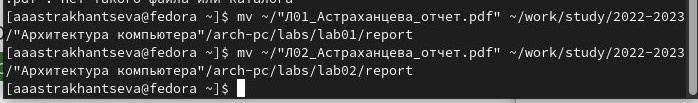 .pdf": Нет такого файла или каталога
[aaastrakhantseva@fedora ~]$ mv ~/"Л01_Астраханцева_отчет.pdf" ~/work/study/2022-2023
/"Архитектура компьютера"/arch-pc/labs/lab01/report
[aaastrakhantseva@fedora ~]$ mv ~/"Л02_Астраханцева_отчет.pdf" ~/work/study/2022-2023
/"Архитектура компьютера"/arch-pc/labs/lab02/report
[aaastrakhantseva@fedora ~]$